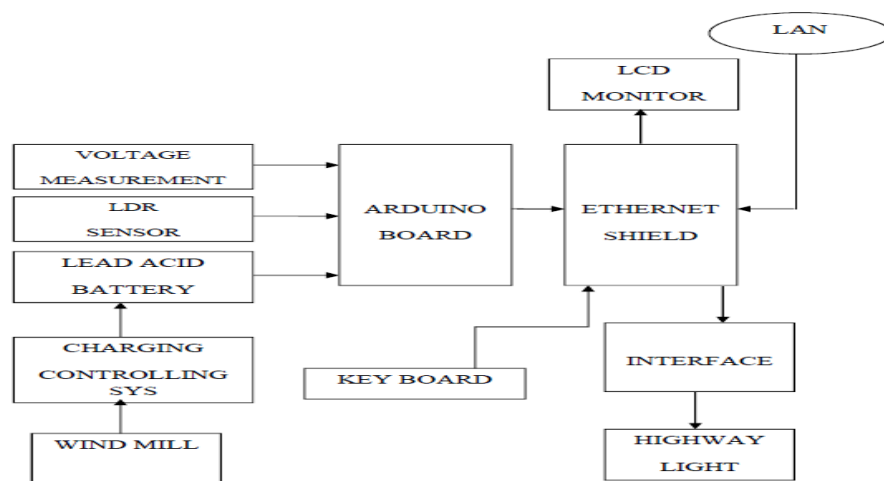 LAN
LCD
MONITOR
VOLTAGE
MEASUREMENT
LDR
SENSOR
LEAD ACID
BATTERY
ARDUINO
BOARD
ETHERNET
SHIELD
CHARGING
CONTROLLING
SYS
KEY BOARD
INTERFACE
WIND MILL
HIGHWAY
LIGHT